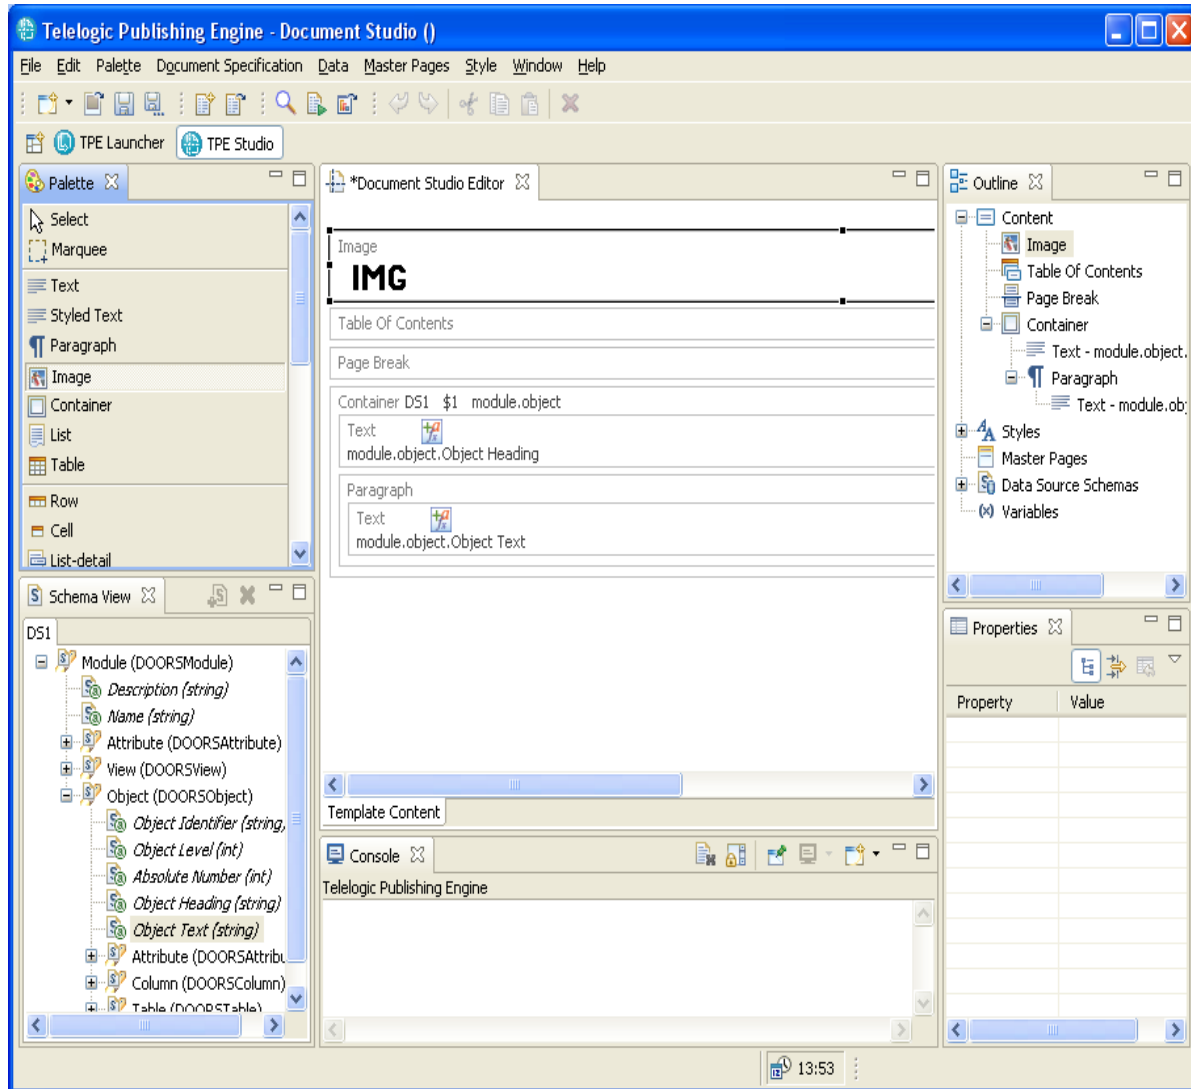 Telelogic Publishing Engine - Document Studio ()
File Edit Palette Document Specification Data Master Pages Style Window Help
TPE Launcher TPE Studio
Palette
Select
Marquee
Text
Styled Text
Paragraph
Image
Container
List
Table
Row
Cell
List-detail
*Document Studio Editor
Image
IMG
Table Of Contents
Page Break
Container DS1 $1 module.object
Text
module.object.Object Heading
Paragraph
Text
module.object.Object Text
Template Content
Outline
Content
Image
Table Of Contents
Page Break
Container
Text - module.object.
Paragraph
Text - module.obj
Styles
Master Pages
Data Source Schemas
(x) Variables
Schema View
DS1
Module (DOORSModule)
Description (string)
Name (string)
Attribute (DOORSAttribute)
View (DOORSView)
Object (DOORSObject)
Object Identifier (string,
Object Level (int)
Absolute Number (int)
Object Heading (string)
Object Text (string)
Attribute (DOORSAttribu
Column (DOORSColumn)
Table (DOORSTable)
Console
Telelogic Publishing Engine
Properties
Property Value
13:53